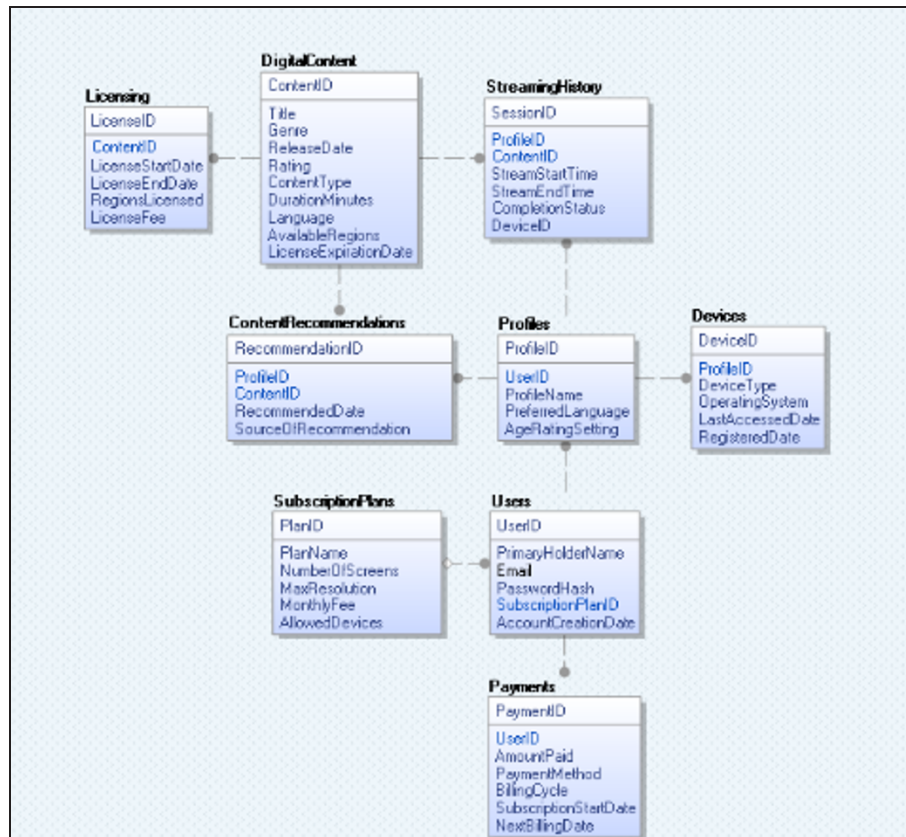 DigitalContent
ContentID
Title
Genre
ReleaseDate
Rating
ContentType
DurationMinutes
Language
AvailableRegions
LicenseExpirationDate
Licensing
LicenseID
ContentID
LicenseStartDate
LicenseEndDate
RegionsLicensed
LicenseFee
StreamingHistory
SessionID
ProfileID
ContentID
StreamStartTime
StreamEndTime
CompletionStatus
DeviceID
ContentRecommendations
RecommendationID
ProfileID
ContentID
RecommendedDate
SourceOfRecommendation
Profiles
ProfileID
UserID
ProfileName
PreferredLanguage
AgeRatingSetting
Devices
DeviceID
ProfileID
DeviceType
OperatingSystem
LastAccessedDate
RegisteredDate
SubscriptionPlans
PlanID
PlanName
NumberOfScreens
MaxResolution
MonthlyFee
AllowedDevices
Users
UserID
PrimaryHolderName
Email
PasswordHash
SubscriptionPlanID
AccountCreationDate
Payments
PaymentID
UserID
AmountPaid
PaymentMethod
BillingCycle
SubscriptionStartDate
NextBillingDate